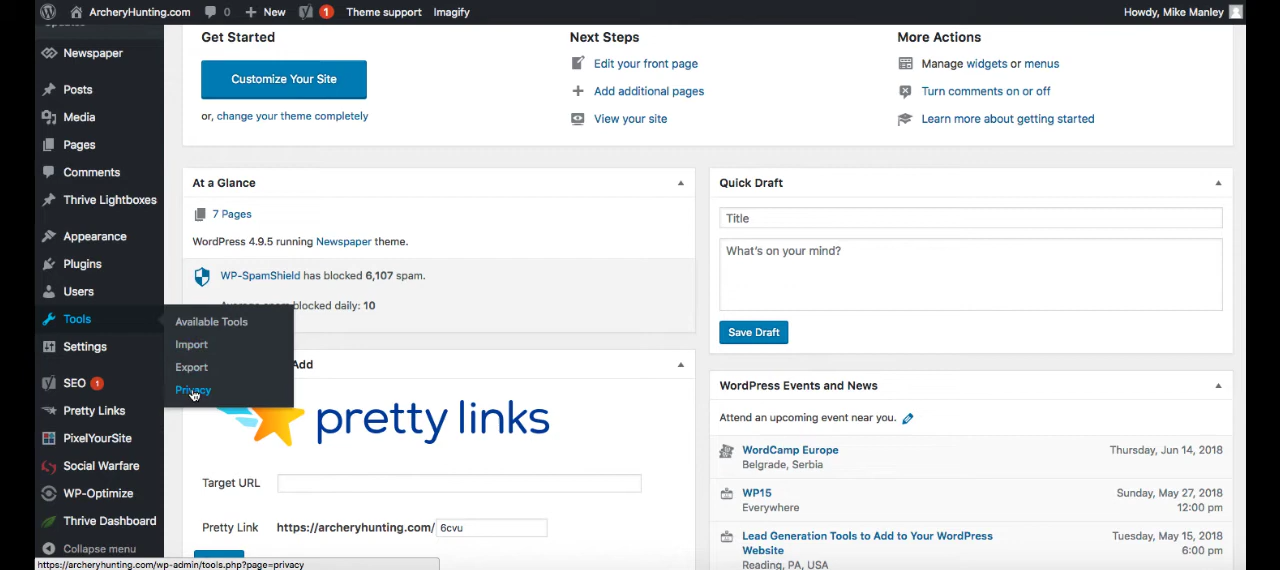 ArcheryHunting.com 0 New 1 Theme support Imagify Howdy, Mike Manley
Newspaper
Posts
Media
Pages
Comments
Thrive Lightboxes
Appearance
Plugins
Users
Tools
Settings
SEO 1
Pretty Links
PixelYourSite
Social Warfare
WP-Optimize
Thrive Dashboard
Collapse menu
Available Tools
Import
Export
Privacy
Get Started
Customize Your Site
or, change your theme completely
Next Steps
Edit your front page
Add additional pages
View your site
More Actions
Manage widgets or menus
Turn comments on or off
Learn more about getting started
At a Glance
7 Pages
WordPress 4.9.5 running Newspaper theme.
WP-SpamShield has blocked 6,107 spam.
blocked daily: 10
Add
pretty links
Target URL
Pretty Link https://archeryhunting.com/ 6cvu
Quick Draft
Title
What's on your mind?
Save Draft
WordPress Events and News
Attend an upcoming event near you.
WordCamp Europe Thursday, Jun 14, 2018
Belgrade, Serbia
WP15 Sunday, May 27, 2018
Everywhere 12:00 pm
Lead Generation Tools to Add to Your WordPress Tuesday, May 15, 2018
Website 6:00 pm
Reading, PA, USA
https://archeryhunting.com/wp-admin/tools.php?page=privacy